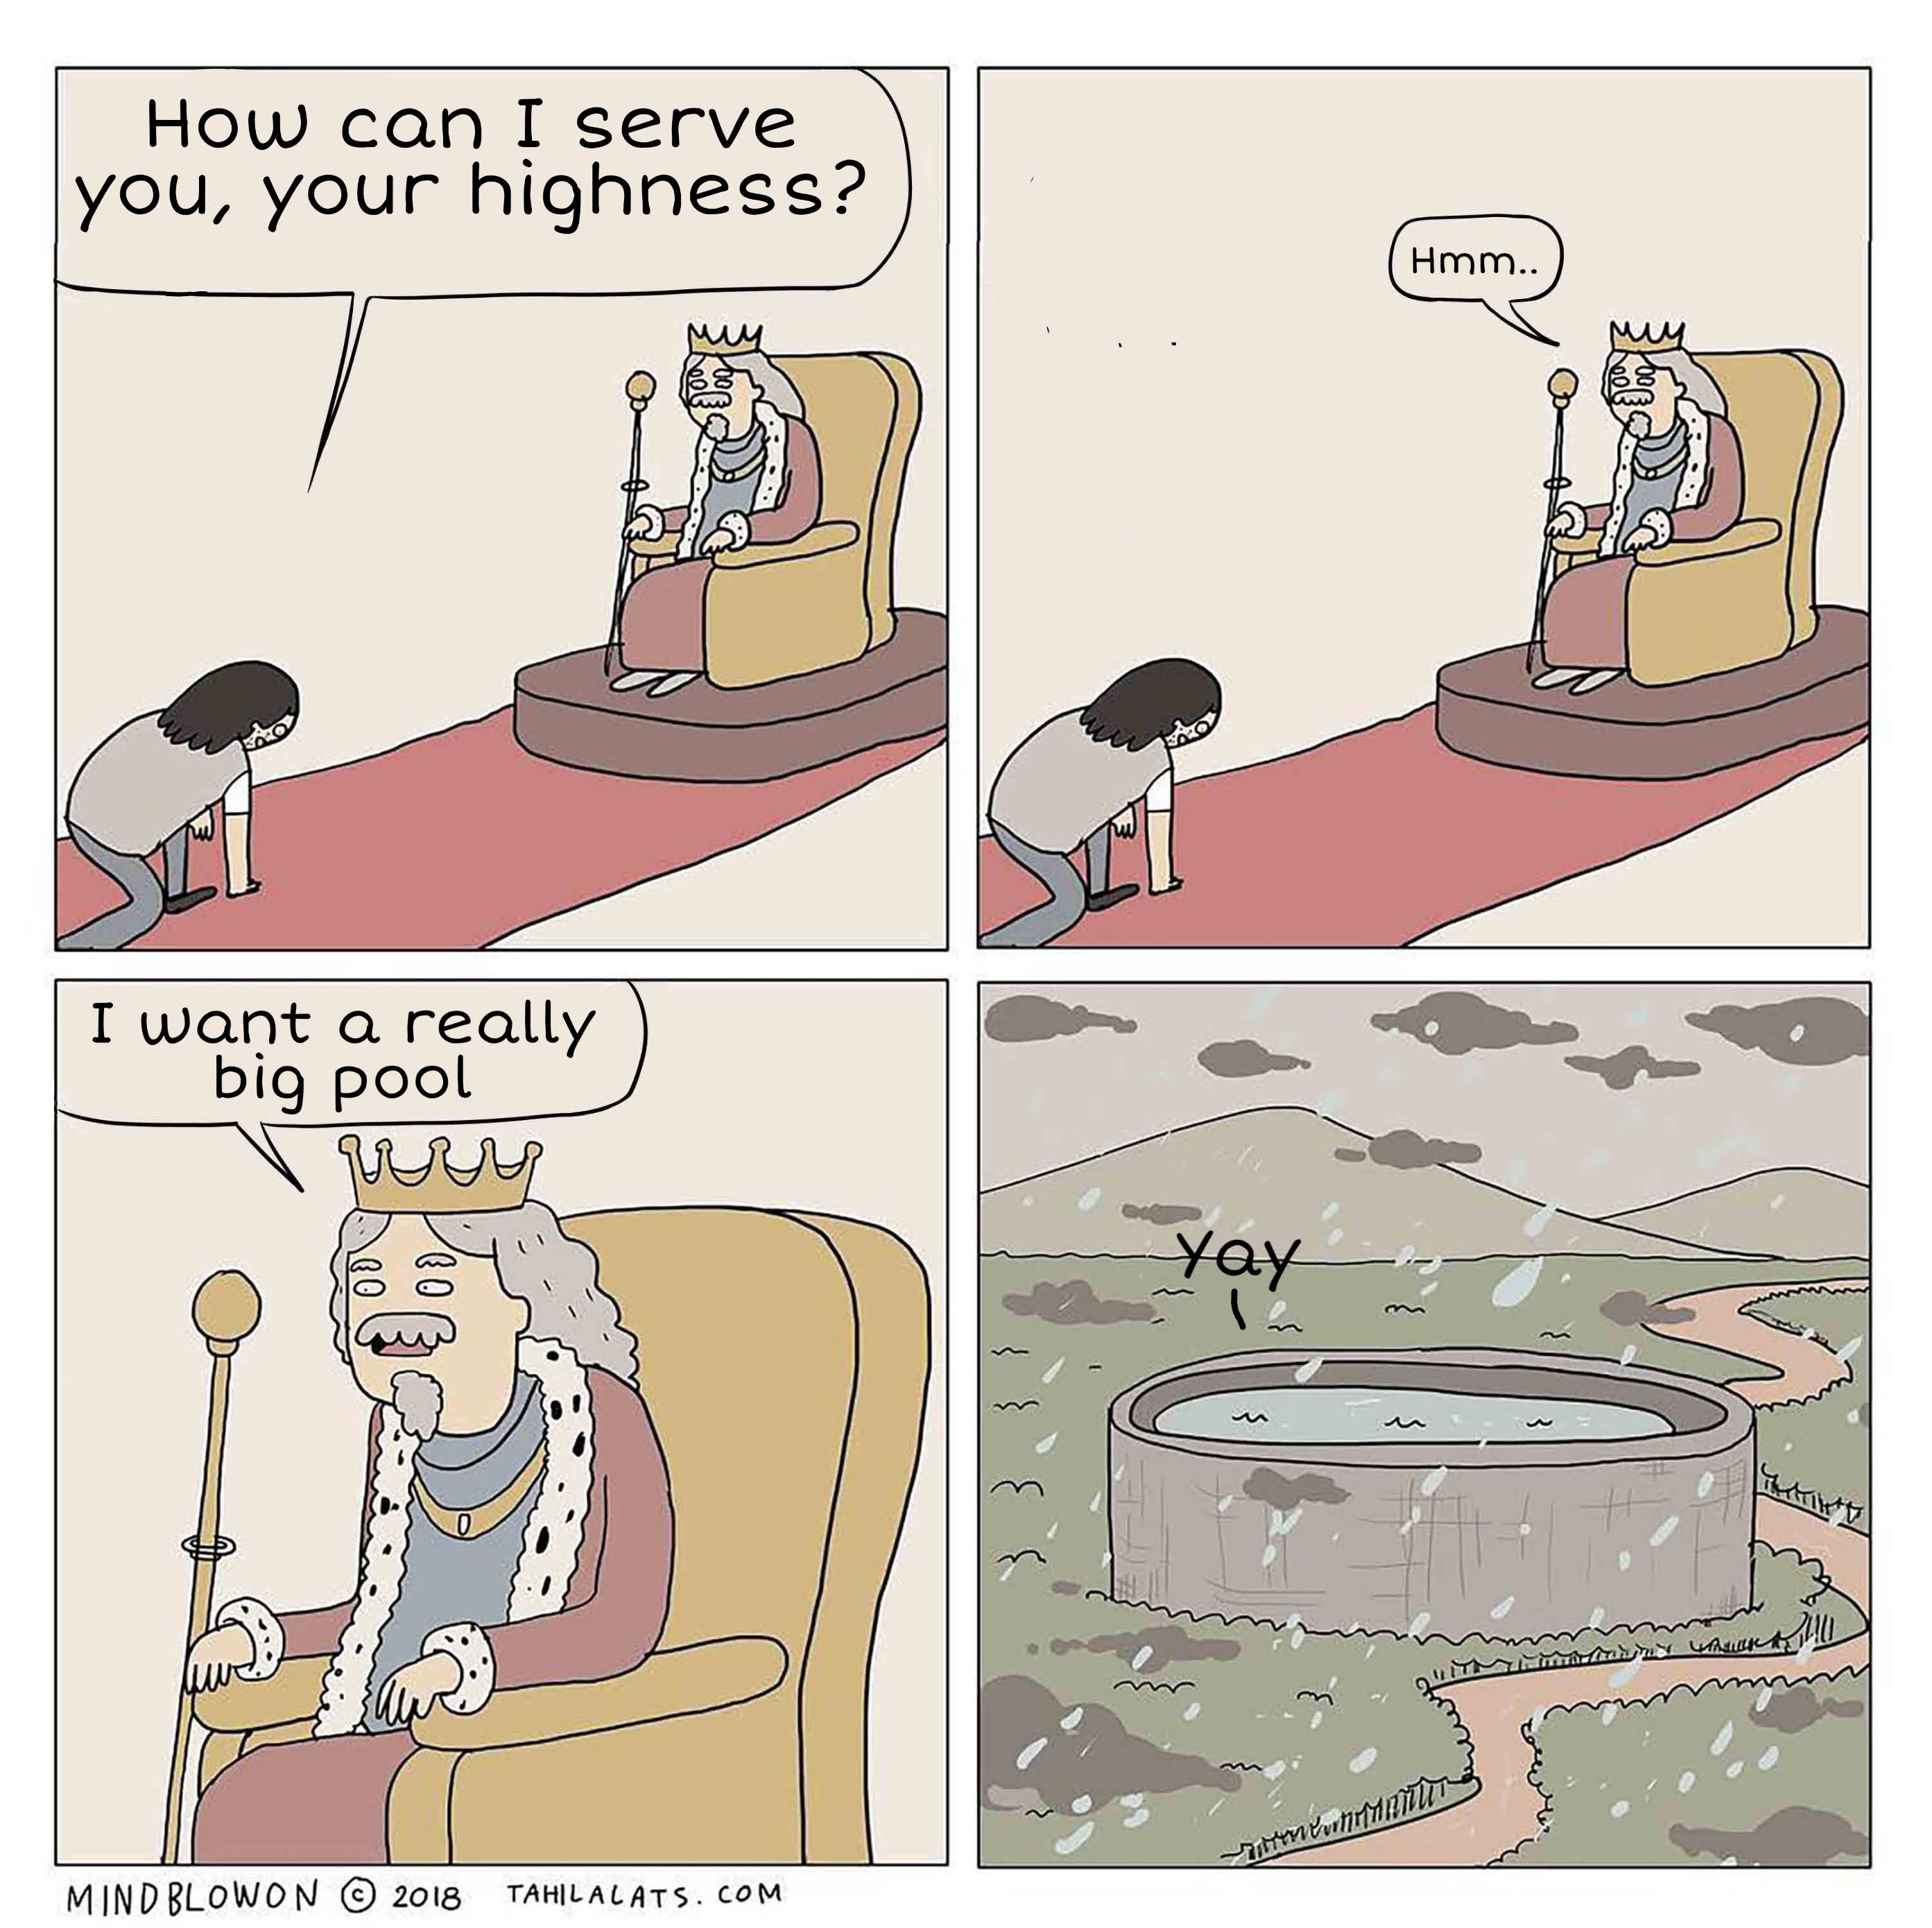 How can I serve
you, your highness?
Hmm..
I want a really
big pool
yay
MINDBLOWON © 2018 TAHILALATS.COM